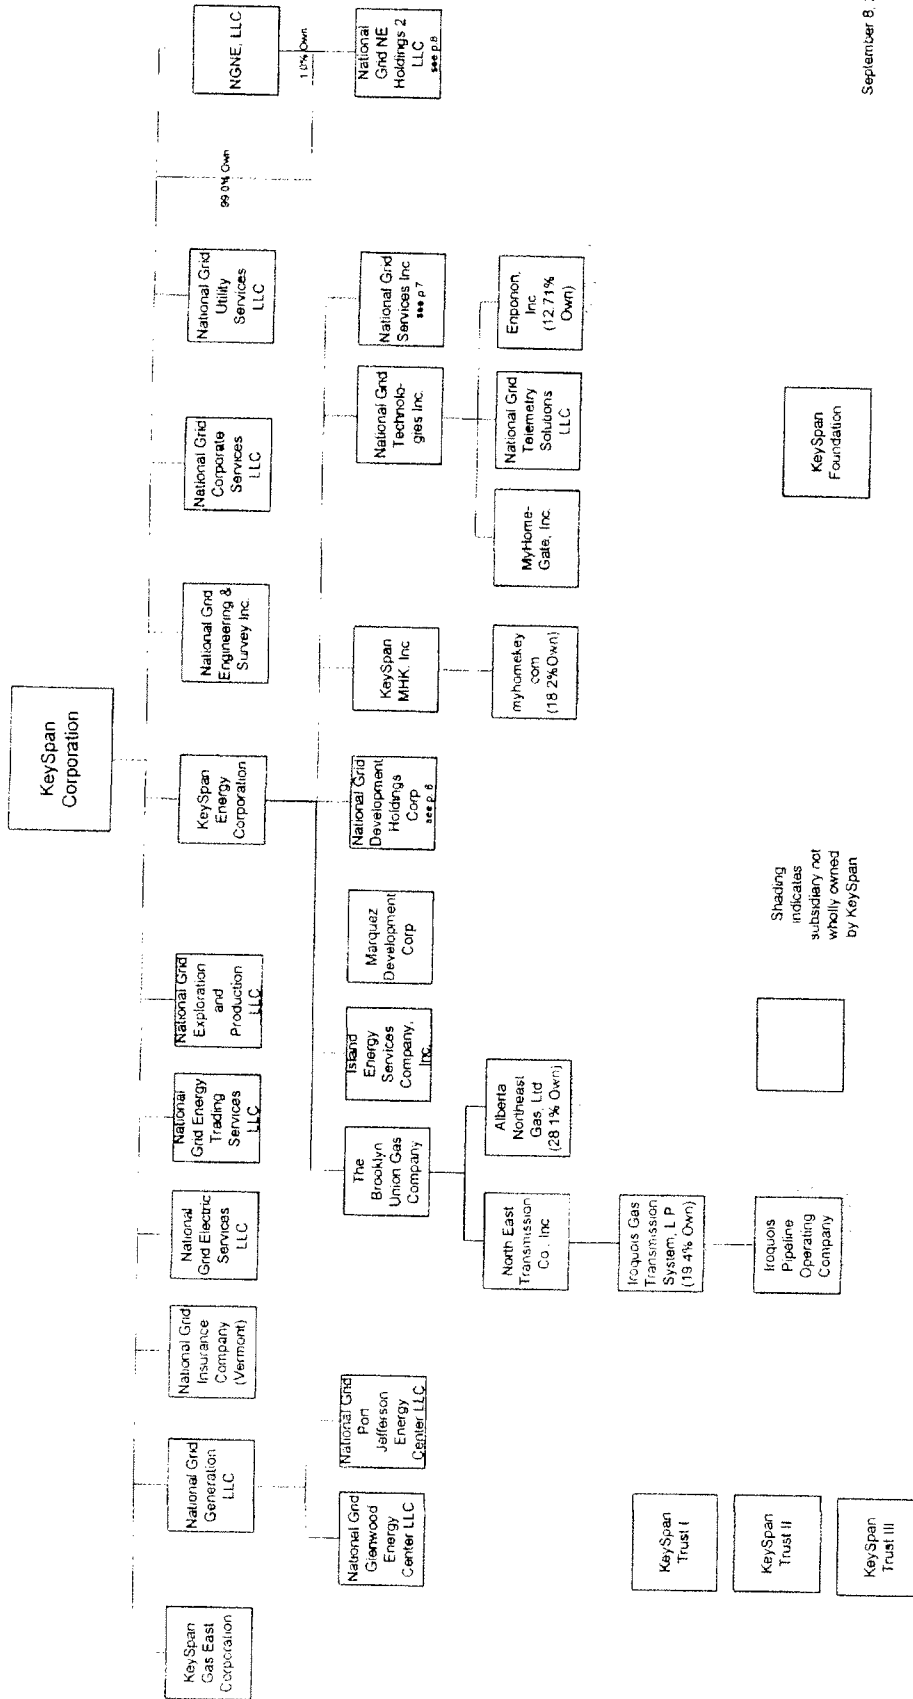 KeySpan
Corporation
KeySpan
Gas East
Corporation
National Grid
Generation
LLC
National Grid
Insurance
Company
(Vermont)
National
Grid Electric
Services
LLC
National
Grid Energy
Trading
Services
LLC
National Grid
Exploration
and
Production
LLC
KeySpan
Energy
Corporation
National Grid
Engineering &
Survey Inc.
National Grid
Corporate
Services
LLC
National Grid
Utility
Services
LLC
99.0% Own
NGNE, LLC
1.0% Own
National Grid
Glenwood
Energy
Center LLC
National Grid
Port
Jefferson
Energy
Center LLC
The
Brooklyn
Union Gas
Company
Island
Energy
Services
Company,
Inc.
Marquez
Development
Corp
National Grid
Development
Holdings
Corp
see p. 6
KeySpan
MHK, Inc
National Grid
Technolo-
gies Inc.
National Grid
Services Inc
see p 7
National
Grid NE
Holdings 2
LLC
see p.8
North East
Transmission
Co., Inc
Alberta
Northeast
Gas, Ltd
(28 1% Own)
myhomekey
com
(18 2% Own)
MyHome-
Gate, Inc.
National Grid
Telemetry
Solutions
LLC
Enporion,
Inc
(12.71%
Own)
Iroquois Gas
Transmission
System, L P
(19.4% Own)
Iroquois
Pipeline
Operating
Company
KeySpan
Trust I
KeySpan
Trust II
KeySpan
Trust III
Shading
indicates
subsidiary not
wholly owned
by KeySpan
KeySpan
Foundation
September 8,